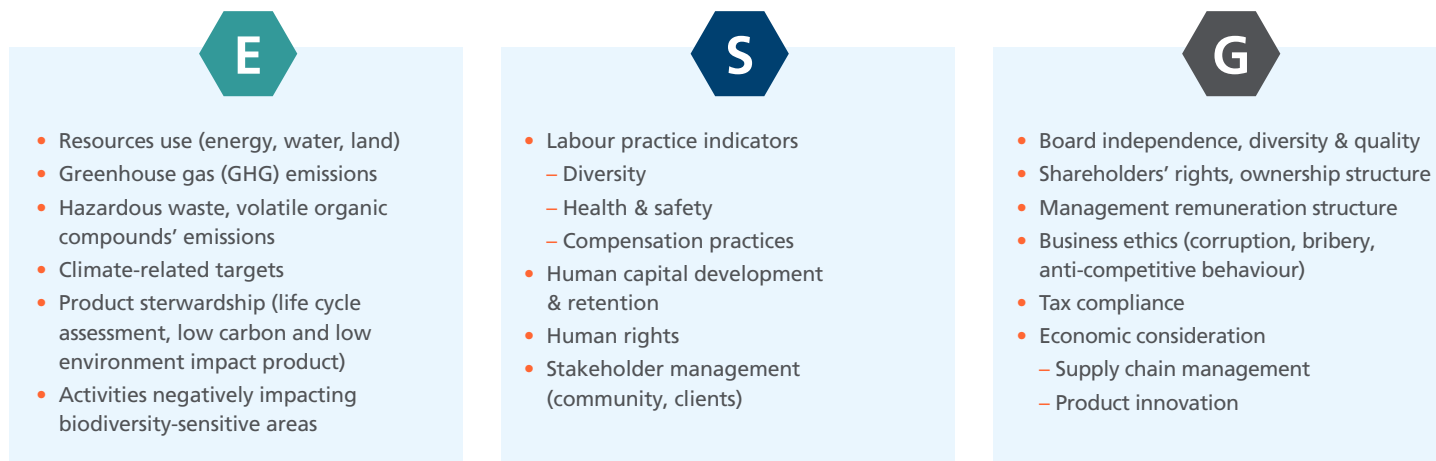 E
• Resources use (energy, water, land)
• Greenhouse gas (GHG) emissions
• Hazardous waste, volatile organic
compounds’ emissions
• Climate-related targets
• Product sterwardship (life cycle
assessment, low carbon and low
environment impact product)
• Activities negatively impacting
biodiversity-sensitive areas
S
• Labour practice indicators
– Diversity
– Health & safety
– Compensation practices
• Human capital development
& retention
• Human rights
• Stakeholder management
(community, clients)
G
• Board independence, diversity & quality
• Shareholders’ rights, ownership structure
• Management remuneration structure
• Business ethics (corruption, bribery,
anti-competitive behaviour)
• Tax compliance
• Economic consideration
– Supply chain management
– Product innovation